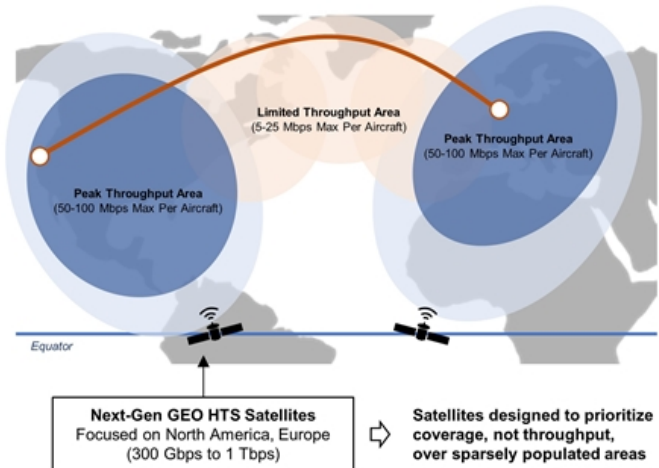 Limited Throughput Area
(5-25 Mbps Max Per Aircraft)
Peak Throughput Area
(50-100 Mbps Max Per Aircraft)
Peak Throughput Area
(50-100 Mbps Max Per Aircraft)
Equator
Next-Gen GEO HTS Satellites
Focused on North America, Europe
(300 Gbps to 1 Tbps)
Satellites designed to prioritize
coverage, not throughput,
over sparsely populated areas